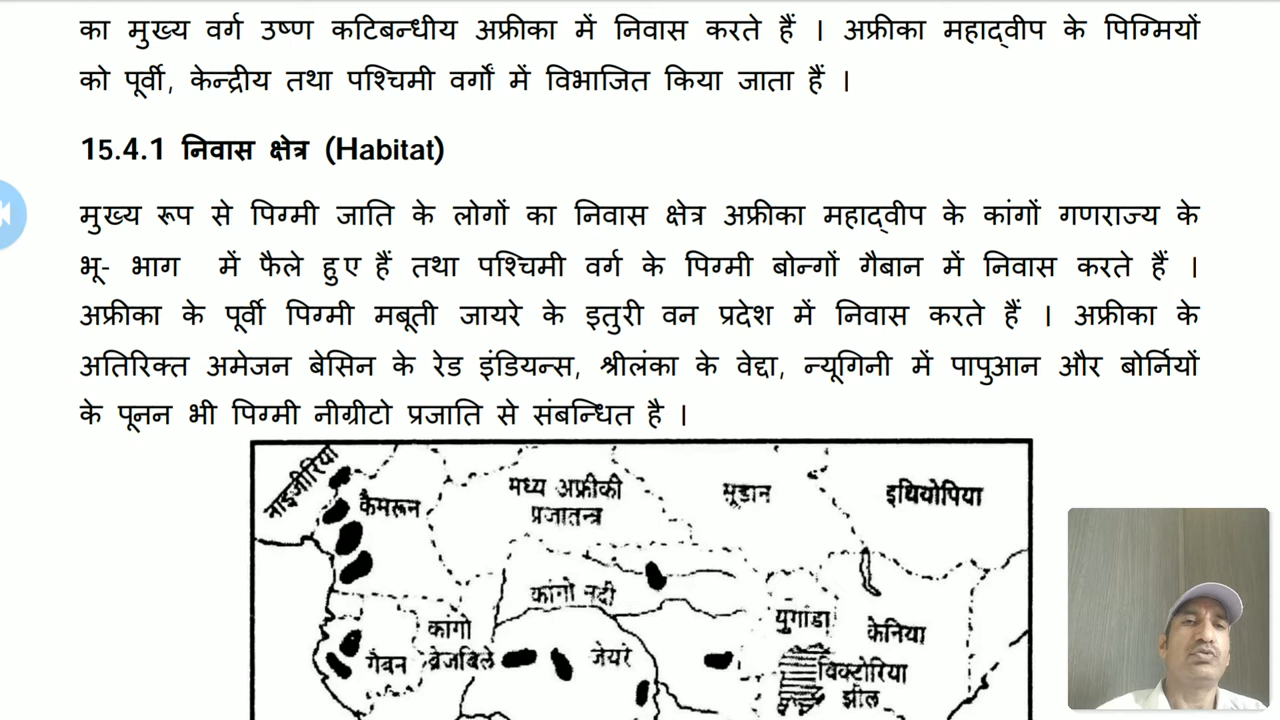 का मुख्य वर्ग उष्ण कटिबन्धीय अफ्रीका में निवास करते हैं । अफ्रीका महाद्वीप के पिग्मियों
को पूर्वी, केन्द्रीय तथा पश्चिमी वर्गों में विभाजित किया जाता हैं ।
15.4.1 निवास क्षेत्र (Habitat)
मुख्य रूप से पिग्मी जाति के लोगों का निवास क्षेत्र अफ्रीका महाद्वीप के कांगों गणराज्य के
भू- भाग में फैले हुए हैं तथा पश्चिमी वर्ग के पिग्मी बोन्गों गैबान में निवास करते हैं ।
अफ्रीका के पूर्वी पिग्मी मबूती जायरे के इतुरी वन प्रदेश में निवास करते हैं । अफ्रीका के
अतिरिक्त अमेजन बेसिन के रेड इंडियन्स, श्रीलंका के वेद्दा, न्यूगिनी में पापुआन और बोर्नियों
के पूनन भी पिग्मी नीग्रीटो प्रजाति से संबन्धित है ।
नाइजीरिया
कैमरून
मध्य अफ्रीकी
प्रजातन्त्र
सूडान
इथियोपिया
कांगो नदी
युगांडा
केनिया
कांगो
ब्रेजबिले
गैबन
जेयरे
विक्टोरिया
झील